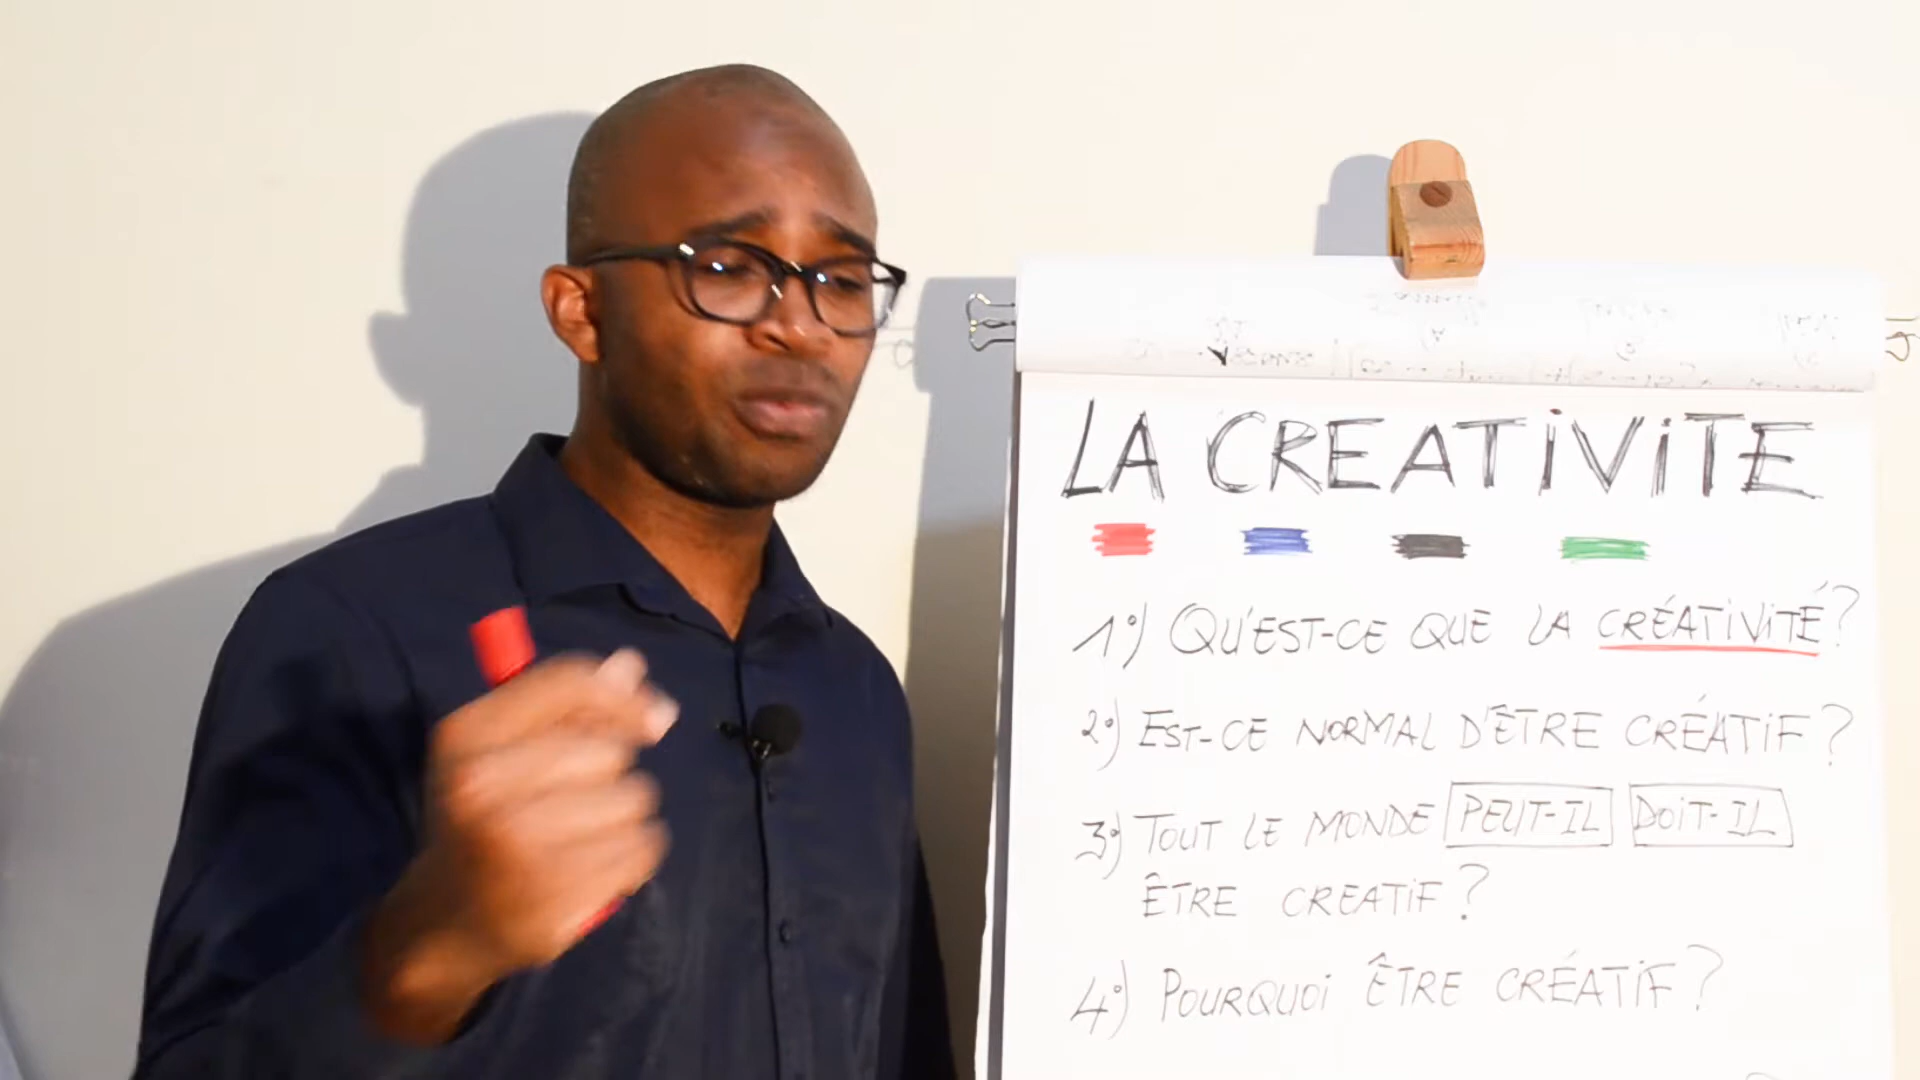 LA CREATIVITE
1°) QU'EST-CE QUE LA CRÉATIVITÉ?
2°) EST-CE NORMAL D'ÊTRE CRÉATIF?
3°) TOUT LE MONDE PEUT-IL DOIT-IL
ÊTRE CREATIF?
4°) POURQUOI ÊTRE CRÉATIF?